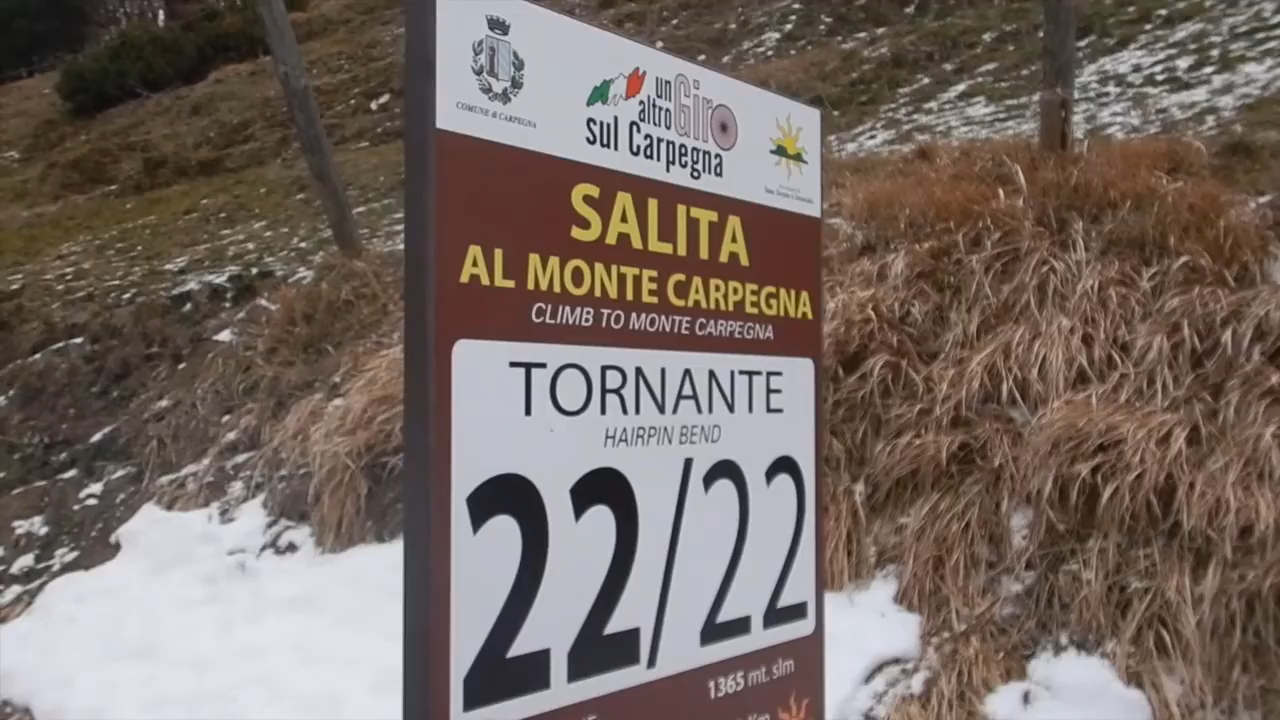 COMUNE di CARPEGNA
un
altro Giro
sul Carpegna
SALITA
AL MONTE CARPEGNA
CLIMB TO MONTE CARPEGNA
TORNANTE
HAIRPIN BEND
22/22
1365 mt. slm